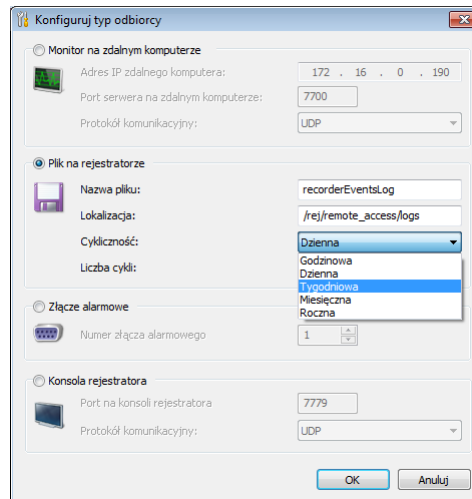 Konfiguruj typ odbiorcy
Monitor na zdalnym komputerze
Adres IP zdalnego komputera: 172 . 16 . 0 . 190
Port serwera na zdalnym komputerze: 7700
Protokół komunikacyjny: UDP
Plik na rejestratorze
Nazwa pliku: recorderEventsLog
Lokalizacja: /rej/remote_access/logs
Cykliczność: Dzienna
Godzinowa
Liczba cykli: Dzienna
Tygodniowa
Miesięczna
Roczna
Złącze alarmowe
Numer złącza alarmowego 1
Konsola rejestratora
Port na konsoli rejestratora 7779
Protokół komunikacyjny: UDP
OK Anuluj